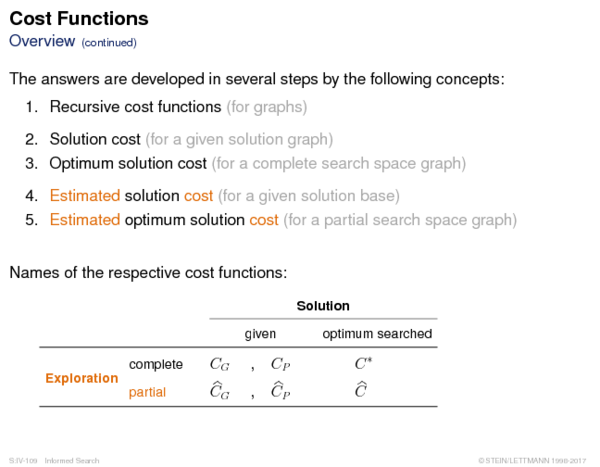 Cost Functions
Overview (continued)
The answers are developed in several steps by the following concepts:
1. Recursive cost functions (for graphs)
2. Solution cost (for a given solution graph)
3. Optimum solution cost (for a complete search space graph)
4. Estimated solution cost (for a given solution base)
5. Estimated optimum solution cost (for a partial search space graph)
Names of the respective cost functions:
Solution
given optimum searched
Exploration
complete C_G , C_P C*
partial Ĉ_G , Ĉ_P Ĉ
S:IV-109 Informed Search ©STEIN/LETTMANN 1998-2017